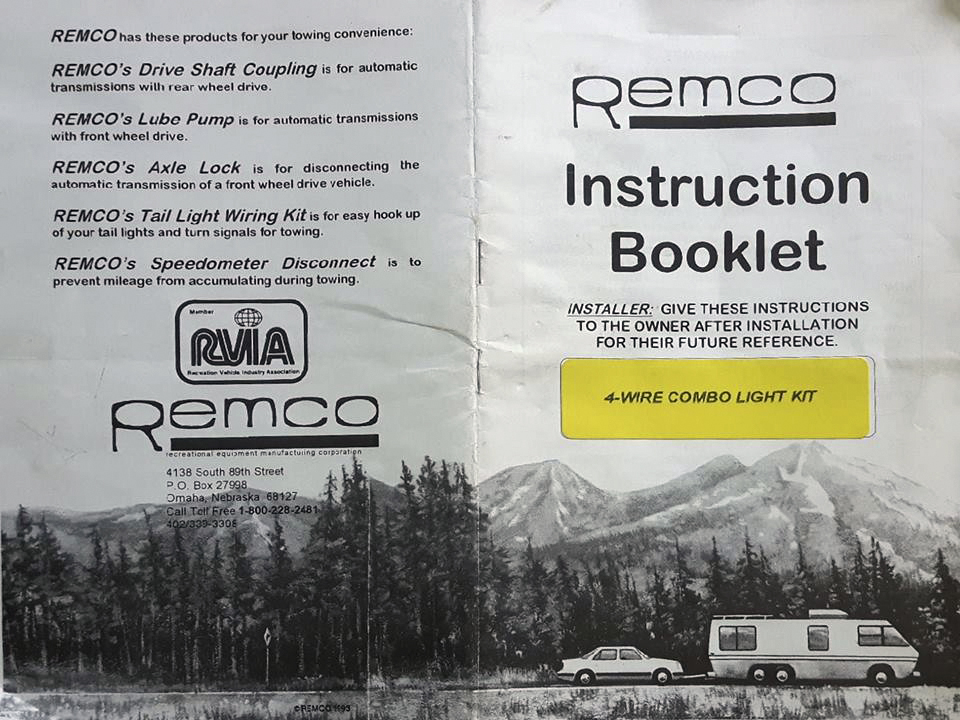 REMCO has these products for your towing convenience:
REMCO's Drive Shaft Coupling is for automatic
transmissions with rear wheel drive.
REMCO's Lube Pump is for automatic transmissions
with front wheel drive.
REMCO's Axle Lock is for disconnecting the
automatic transmission of a front wheel drive vehicle.
REMCO's Tail Light Wiring Kit is for easy hook up
of your tail lights and turn signals for towing.
REMCO's Speedometer Disconnect is to
prevent mileage from accumulating during towing.
Member
RVIA
Recreation Vehicle Industry Association
Remco
recreational equipment manufacturing corporation
4138 South 89th Street
P.O. Box 27998
Omaha, Nebraska 68127
Call Toll Free 1-800-228-2481
402/339-3308
©REMCO 1993
Remco
Instruction
Booklet
INSTALLER: GIVE THESE INSTRUCTIONS
TO THE OWNER AFTER INSTALLATION
FOR THEIR FUTURE REFERENCE.
4-WIRE COMBO LIGHT KIT